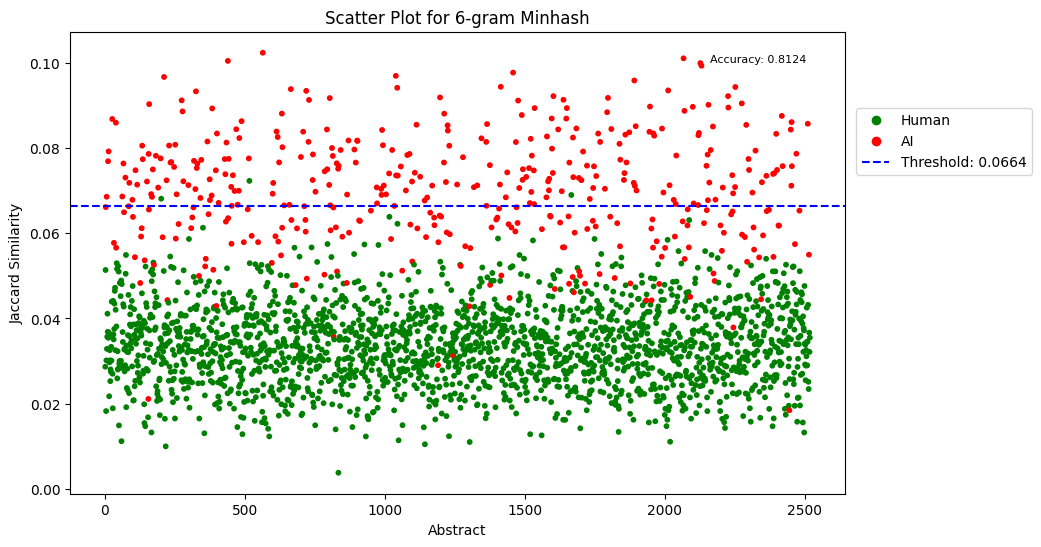 Scatter Plot for 6-gram Minhash
Accuracy: 0.8124
Human
AI
Threshold: 0.0664
Jaccard Similarity
0.10
0.08
0.06
0.04
0.02
0.00
0 500 1000 1500 2000 2500
Abstract